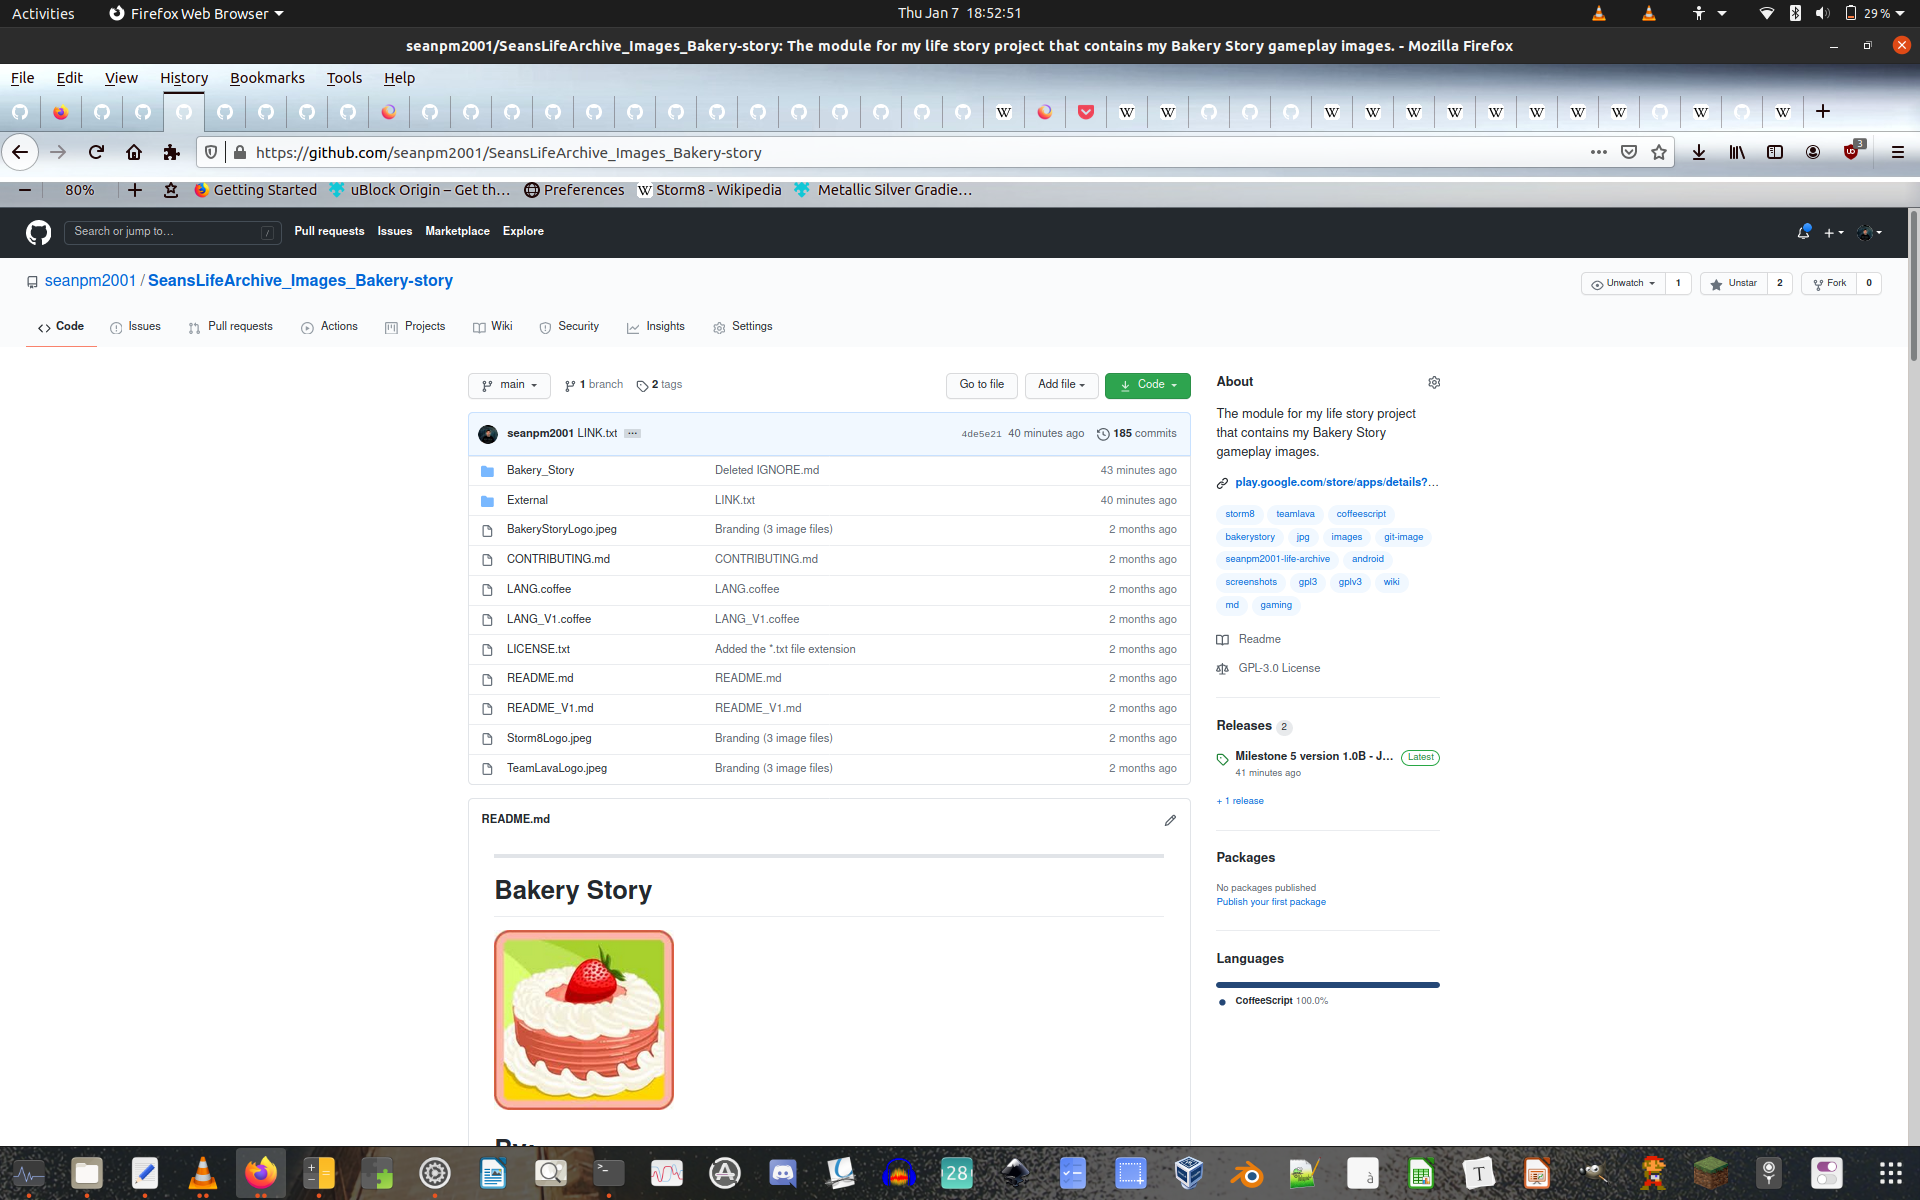 Activities Firefox Web Browser Thu Jan 7 18:52:51 29 %
seanpm2001/SeansLifeArchive_Images_Bakery-story: The module for my life story project that contains my Bakery Story gameplay images. - Mozilla Firefox
File Edit View History Bookmarks Tools Help
https://github.com/seanpm2001/SeansLifeArchive_Images_Bakery-story 3
80% Getting Started uBlock Origin – Get th… Preferences Storm8 - Wikipedia Metallic Silver Gradie…
Search or jump to… / Pull requests Issues Marketplace Explore
seanpm2001 / SeansLifeArchive_Images_Bakery-story Unwatch 1 Unstar 2 Fork 0
Code Issues Pull requests Actions Projects Wiki Security Insights Settings
main 1 branch 2 tags Go to file Add file Code
seanpm2001 LINK.txt 4de5e21 40 minutes ago 185 commits
Bakery_Story Deleted IGNORE.md 43 minutes ago
External LINK.txt 40 minutes ago
BakeryStoryLogo.jpeg Branding (3 image files) 2 months ago
CONTRIBUTING.md CONTRIBUTING.md 2 months ago
LANG.coffee LANG.coffee 2 months ago
LANG_V1.coffee LANG_V1.coffee 2 months ago
LICENSE.txt Added the *.txt file extension 2 months ago
README.md README.md 2 months ago
README_V1.md README_V1.md 2 months ago
Storm8Logo.jpeg Branding (3 image files) 2 months ago
TeamLavaLogo.jpeg Branding (3 image files) 2 months ago
README.md
Bakery Story
About
The module for my life story project
that contains my Bakery Story
gameplay images.
play.google.com/store/apps/details?…
storm8 teamlava coffeescript
bakerystory jpg images git-image
seanpm2001-life-archive android
screenshots gpl3 gplv3 wiki
md gaming
Readme
GPL-3.0 License
Releases 2
Milestone 5 version 1.0B - J… Latest
41 minutes ago
+ 1 release
Packages
No packages published
Publish your first package
Languages
CoffeeScript 100.0%
28